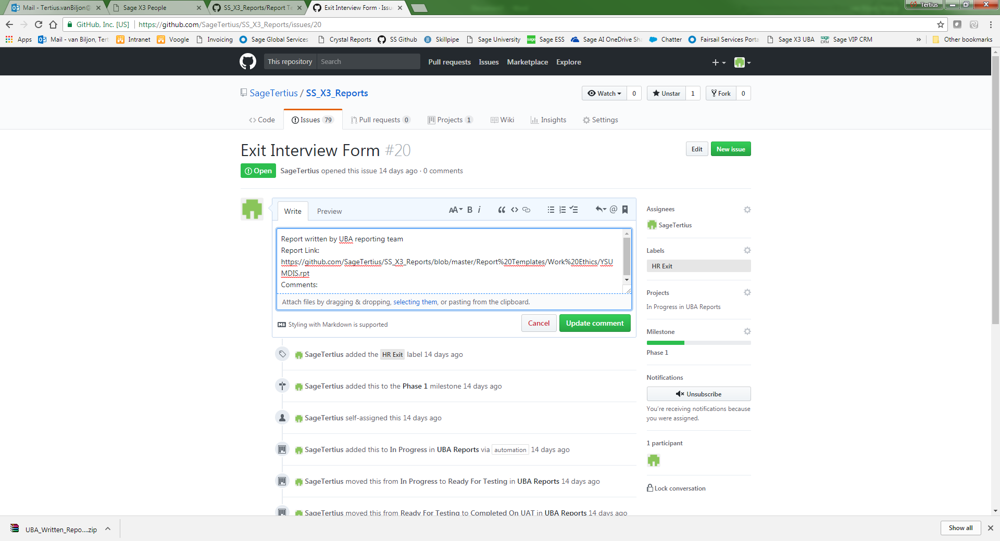 Mail - Tertius.vanBiljon@
Sage X3 People
SS_X3_Reports/Report Te
Exit Interview Form · Issu
Tertius
GitHub, Inc. [US]
https://github.com/SageTertius/SS_X3_Reports/issues/20
Apps
Mail - van Biljon, Tert
Intranet
Voogle
Invoicing
Sage Global Services
Crystal Reports
SS Github
Skillpipe
Sage University
Sage ESS
Sage AI OneDrive Sha
Chatter
Fairsail Services Porta
Sage X3 UBA
Sage VIP CRM
»
Other bookmarks
This repository
Search
Pull requests
Issues
Marketplace
Explore
SageTertius / SS_X3_Reports
Watch 0
Unstar 1
Fork 0
Code
Issues 79
Pull requests 0
Projects 1
Wiki
Insights
Settings
Exit Interview Form #20
Edit
New issue
Open
SageTertius opened this issue 14 days ago · 0 comments
Write
Preview
AA B i
Report written by UBA reporting team
Report Link:
https://github.com/SageTertius/SS_X3_Reports/blob/master/Report%20Templates/Work%20Ethics/YSU
MDIS.rpt
Comments:
Attach files by dragging & dropping, selecting them, or pasting from the clipboard.
Styling with Markdown is supported
Cancel
Update comment
SageTertius added the HR Exit label 14 days ago
SageTertius added this to the Phase 1 milestone 14 days ago
SageTertius self-assigned this 14 days ago
SageTertius added this to In Progress in UBA Reports via automation 14 days ago
SageTertius moved this from In Progress to Ready For Testing in UBA Reports 14 days ago
SageTertius moved this from Ready For Testing to Completed On UAT in UBA Reports 14 days ago
Assignees
SageTertius
Labels
HR Exit
Projects
In Progress in UBA Reports
Milestone
Phase 1
Notifications
Unsubscribe
You're receiving notifications because
you were assigned.
1 participant
Lock conversation
UBA_Written_Repo....zip
Show all